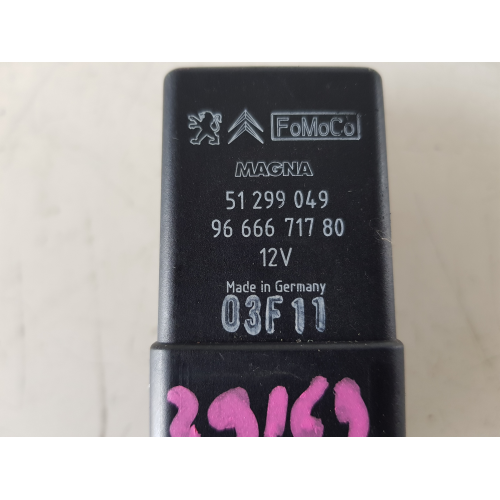 FoMoCo
MAGNA
51 299 049
96 666 717 80
12V
Made in Germany
03F11